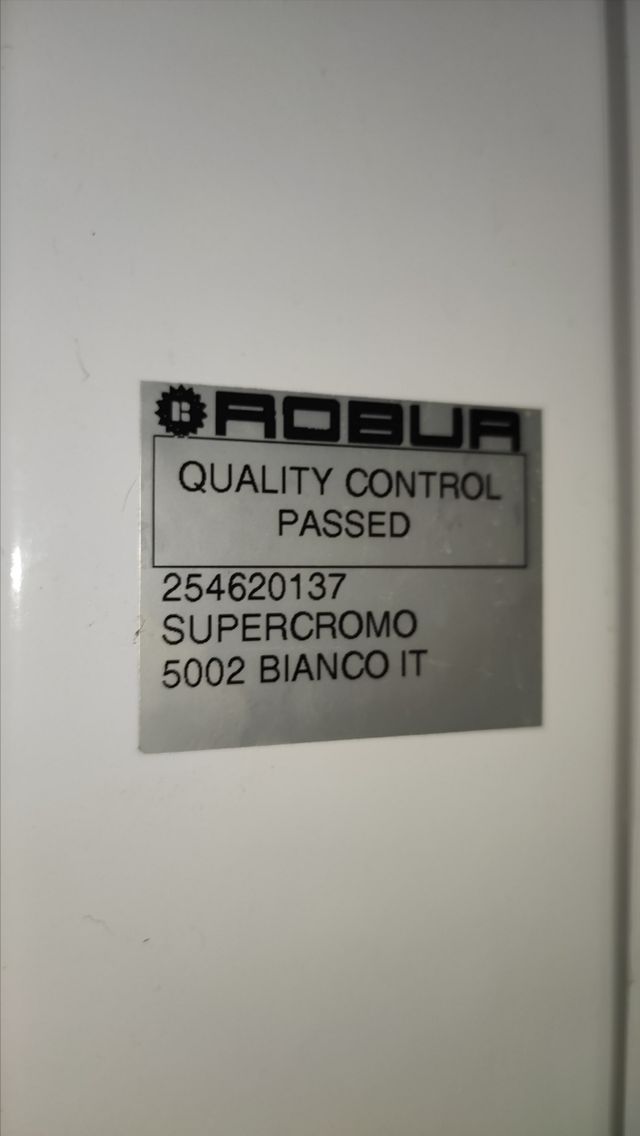 ROBUR
QUALITY CONTROL
PASSED
254620137
SUPERCROMO
5002 BIANCO IT